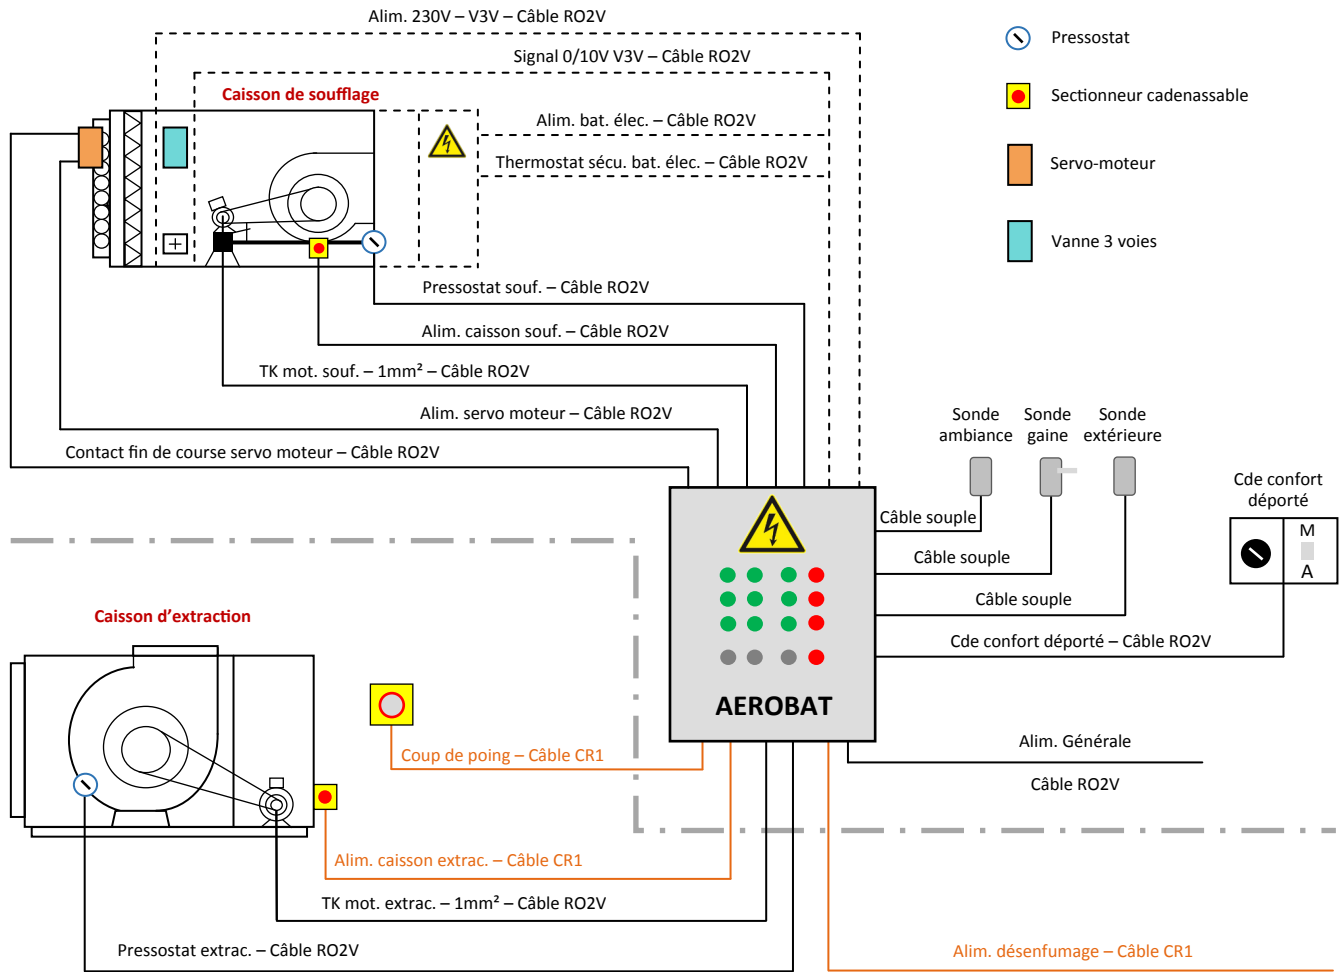 Alim. 230V – V3V – Câble RO2V
Signal 0/10V V3V – Câble RO2V
Caisson de soufflage
Alim. bat. élec. – Câble RO2V
Thermostat sécu. bat. élec. – Câble RO2V
Pressostat
Sectionneur cadenassable
Servo-moteur
Vanne 3 voies
Pressostat souf. – Câble RO2V
Alim. caisson souf. – Câble RO2V
TK mot. souf. – 1mm² – Câble RO2V
Alim. servo moteur – Câble RO2V
Contact fin de course servo moteur – Câble RO2V
Sonde
ambiance
Sonde
gaine
Sonde
extérieure
Cde confort
déporté
M
A
Câble souple
Câble souple
Câble souple
Cde confort déporté – Câble RO2V
AEROBAT
Caisson d'extraction
Coup de poing – Câble CR1
Alim. Générale
Câble RO2V
Alim. caisson extrac. – Câble CR1
TK mot. extrac. – 1mm² – Câble RO2V
Pressostat extrac. – Câble RO2V
Alim. désenfumage – Câble CR1